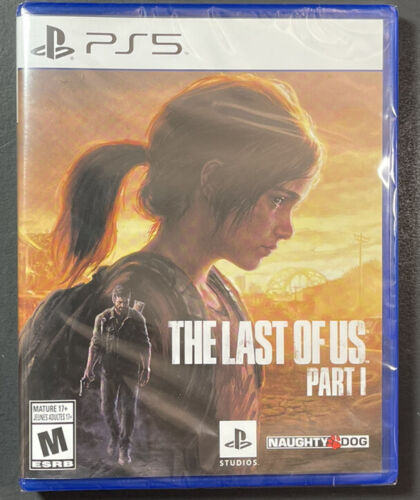 PS5
THE LAST OF US
PART I
MATURE 17+
JEUNES ADULTES 17+
M
ESRB
STUDIOS
NAUGHTY DOG